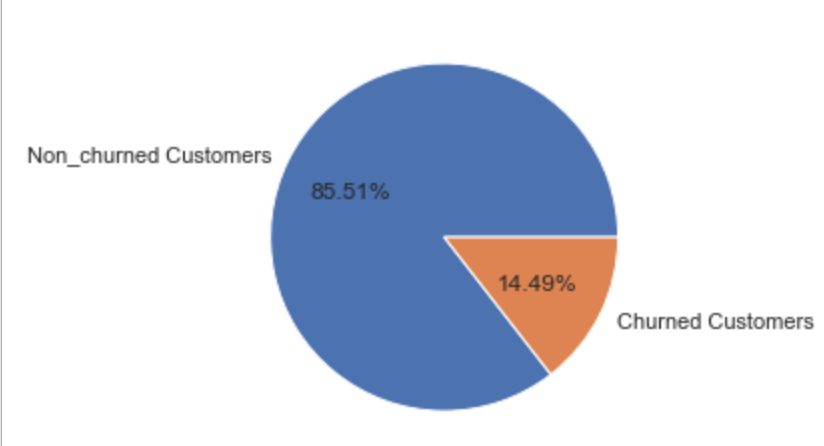 Non_churned Customers
85.51%
14.49%
Churned Customers